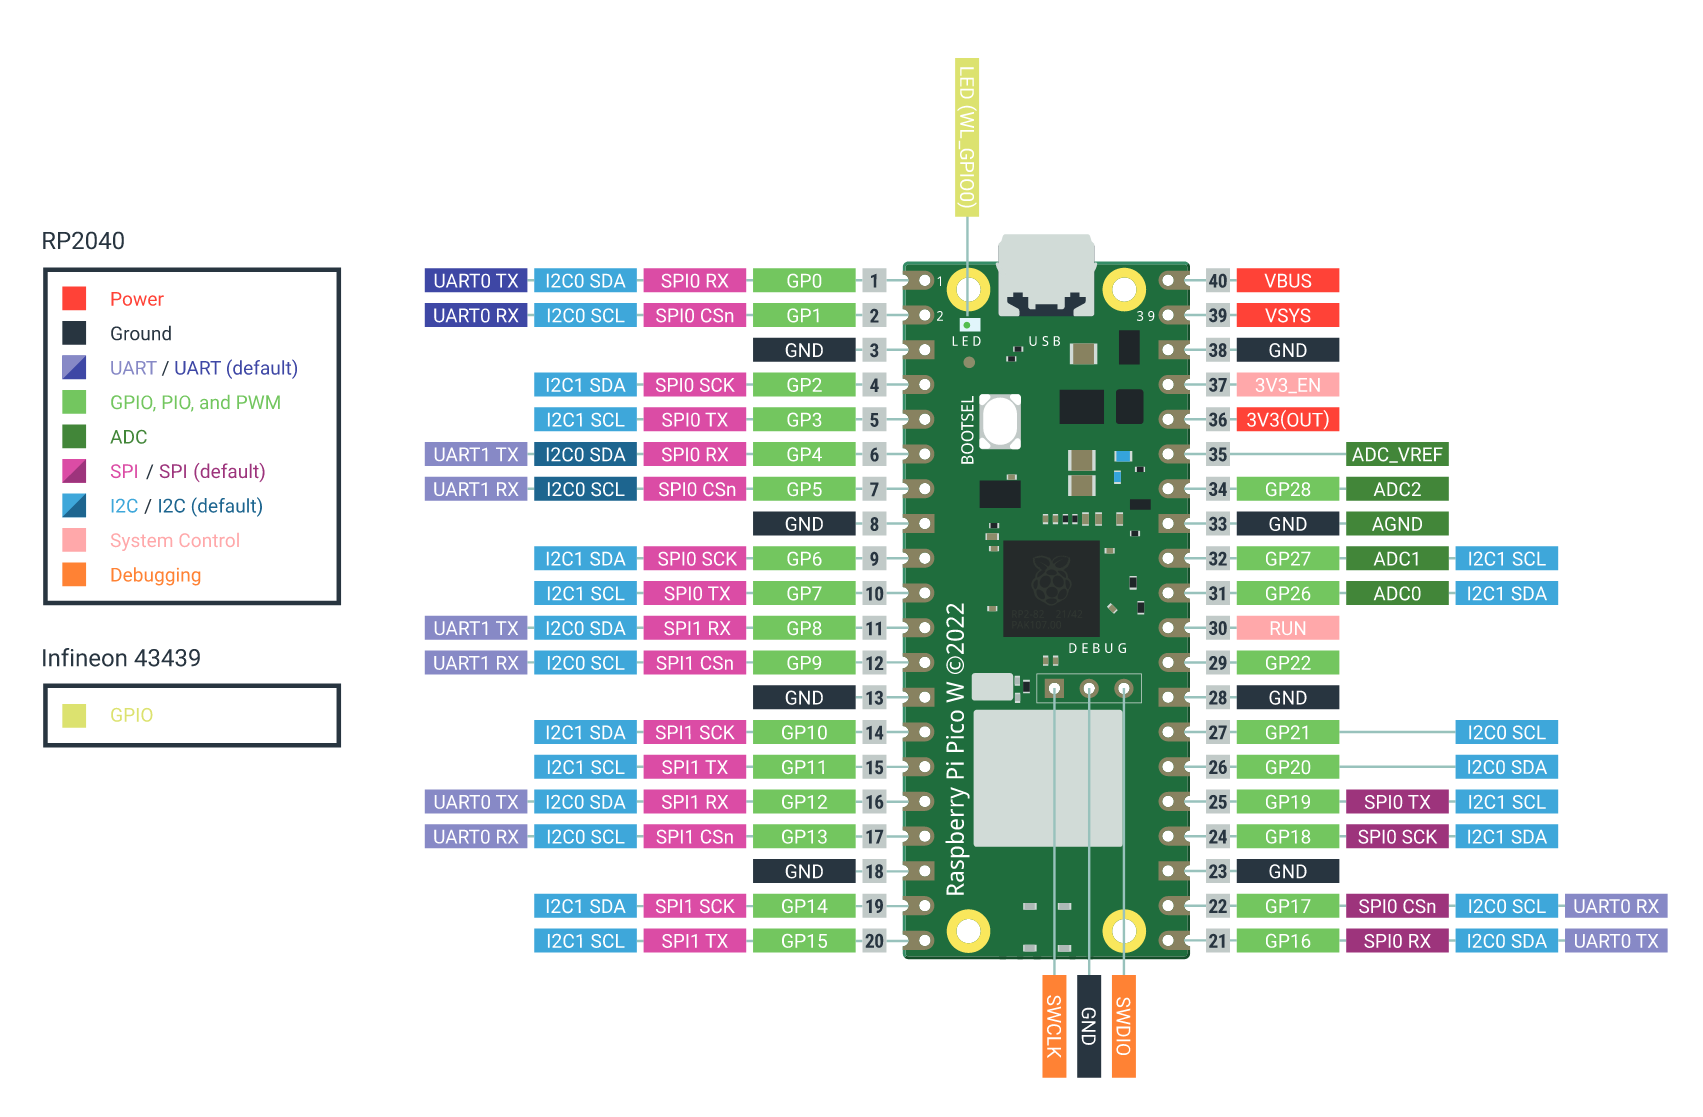 LED (WL_GPIO0)
RP2040
Power
Ground
UART / UART (default)
GPIO, PIO, and PWM
ADC
SPI / SPI (default)
I2C / I2C (default)
System Control
Debugging
Infineon 43439
GPIO
UART0 TX I2C0 SDA SPI0 RX GP0 1
UART0 RX I2C0 SCL SPI0 CSn GP1 2
GND 3
I2C1 SDA SPI0 SCK GP2 4
I2C1 SCL SPI0 TX GP3 5
UART1 TX I2C0 SDA SPI0 RX GP4 6
UART1 RX I2C0 SCL SPI0 CSn GP5 7
GND 8
I2C1 SDA SPI0 SCK GP6 9
I2C1 SCL SPI0 TX GP7 10
UART1 TX I2C0 SDA SPI1 RX GP8 11
UART1 RX I2C0 SCL SPI1 CSn GP9 12
GND 13
I2C1 SDA SPI1 SCK GP10 14
I2C1 SCL SPI1 TX GP11 15
UART0 TX I2C0 SDA SPI1 RX GP12 16
UART0 RX I2C0 SCL SPI1 CSn GP13 17
GND 18
I2C1 SDA SPI1 SCK GP14 19
I2C1 SCL SPI1 TX GP15 20
1
2
39
LED
USB
BOOTSEL
DEBUG
Raspberry Pi Pico W ©2022
40 VBUS
39 VSYS
38 GND
37 3V3_EN
36 3V3(OUT)
35 ADC_VREF
34 GP28 ADC2
33 GND AGND
32 GP27 ADC1 I2C1 SCL
31 GP26 ADC0 I2C1 SDA
30 RUN
29 GP22
28 GND
27 GP21 I2C0 SCL
26 GP20 I2C0 SDA
25 GP19 SPI0 TX I2C1 SCL
24 GP18 SPI0 SCK I2C1 SDA
23 GND
22 GP17 SPI0 CSn I2C0 SCL UART0 RX
21 GP16 SPI0 RX I2C0 SDA UART0 TX
SWCLK
GND
SWDIO